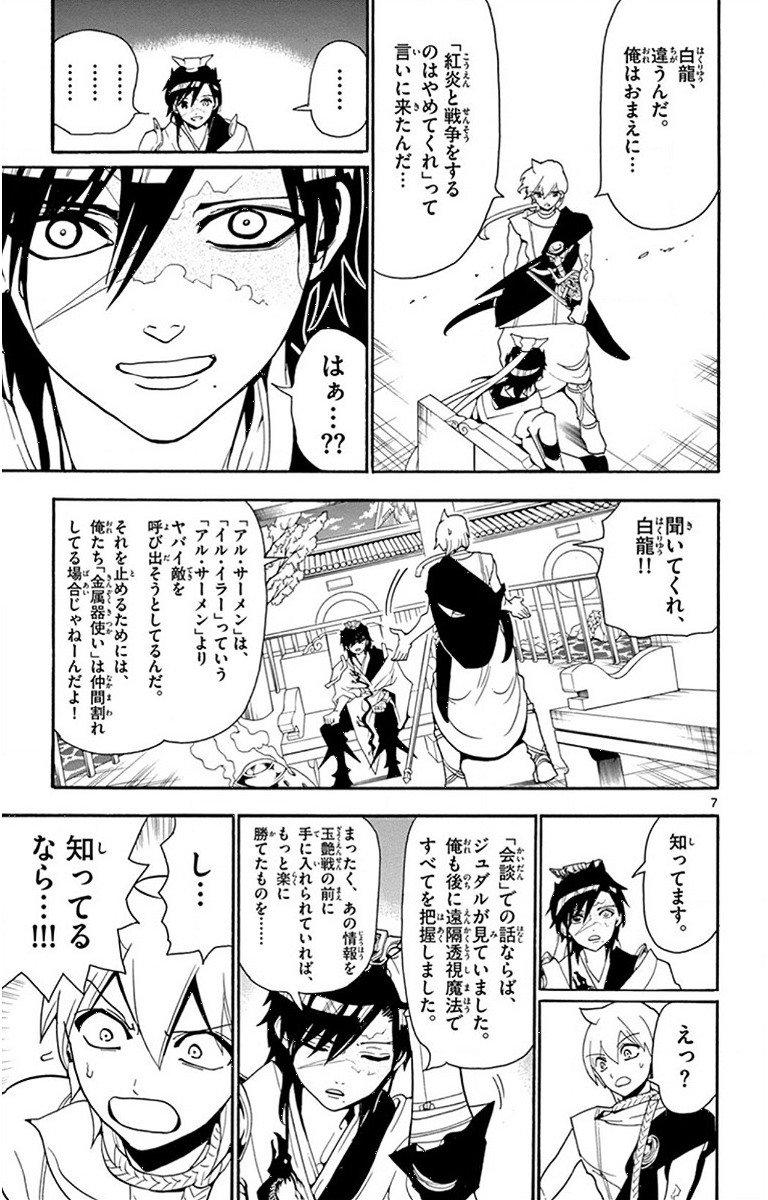 白龍、
違うんだ。
俺はおまえに…
「紅炎と戦争をする
のはやめてくれ」って
言いに来たんだ…
………
………
はぁ……??
聞いてくれ、
白龍!!
「アル・サーメン」は、
「イル・イラー」っていう
「アル・サーメン」より
ヤバイ敵を
呼び出そうとしてるんだ。
それを止めるためには、
俺たち「金属器使い」は仲間割れ
してる場合じゃねーんだよ!
7
知ってます。
えっ?
「会談」での話ならば、
ジュダルが見ていました。
俺も後に遠隔透視魔法で
すべてを把握しました。
まったく、あの情報を
玉艶戦の前に
手に入れられていれば、
もっと楽に
勝てたものを……
し…
知ってる
なら…!!!